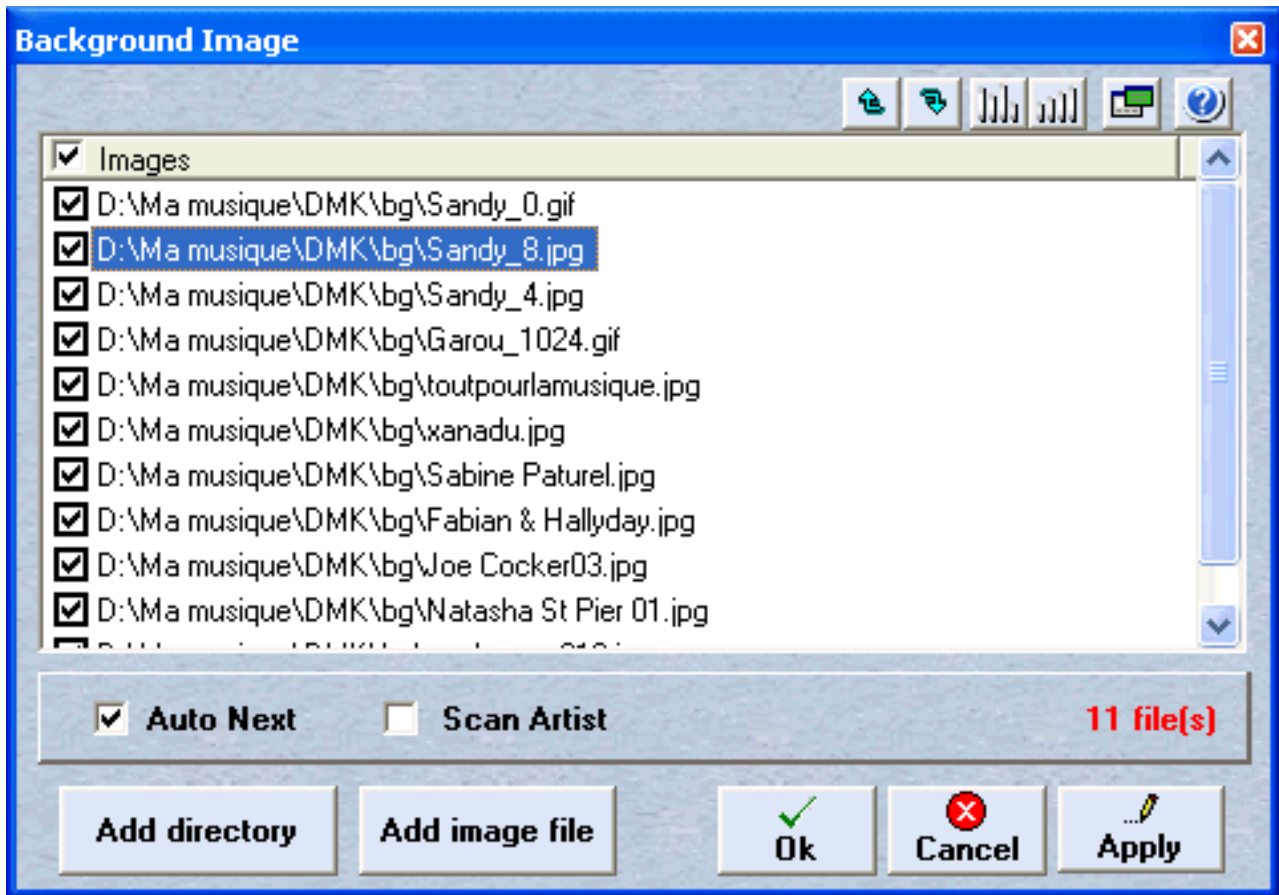 Background Image
Images
D:\Ma musique\DMK\bg\Sandy_0.gif
D:\Ma musique\DMK\bg\Sandy_8.jpg
D:\Ma musique\DMK\bg\Sandy_4.jpg
D:\Ma musique\DMK\bg\Garou_1024.gif
D:\Ma musique\DMK\bg\toutpourlamusique.jpg
D:\Ma musique\DMK\bg\xanadu.jpg
D:\Ma musique\DMK\bg\Sabine Paturel.jpg
D:\Ma musique\DMK\bg\Fabian & Hallyday.jpg
D:\Ma musique\DMK\bg\Joe Cocker03.jpg
D:\Ma musique\DMK\bg\Natasha St Pier 01.jpg
Auto Next Scan Artist 11 file(s)
Add directory Add image file Ok Cancel Apply